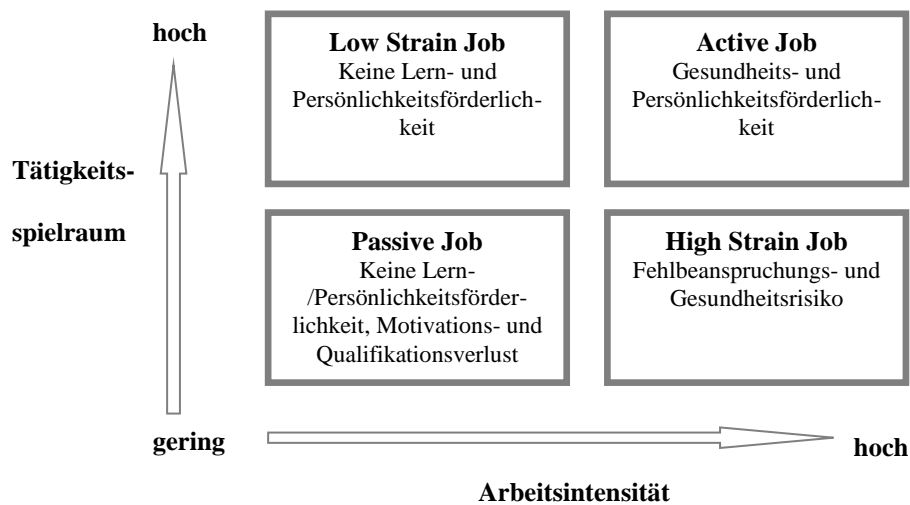 hoch
Tätigkeits-
spielraum
gering
Low Strain Job
Keine Lern- und
Persönlichkeitsförderlich-
keit
Active Job
Gesundheits- und
Persönlichkeitsförderlich-
keit
Passive Job
Keine Lern-
/Persönlichkeitsförder-
lichkeit, Motivations- und
Qualifikationsverlust
High Strain Job
Fehlbeanspruchungs- und
Gesundheitsrisiko
hoch
Arbeitsintensität